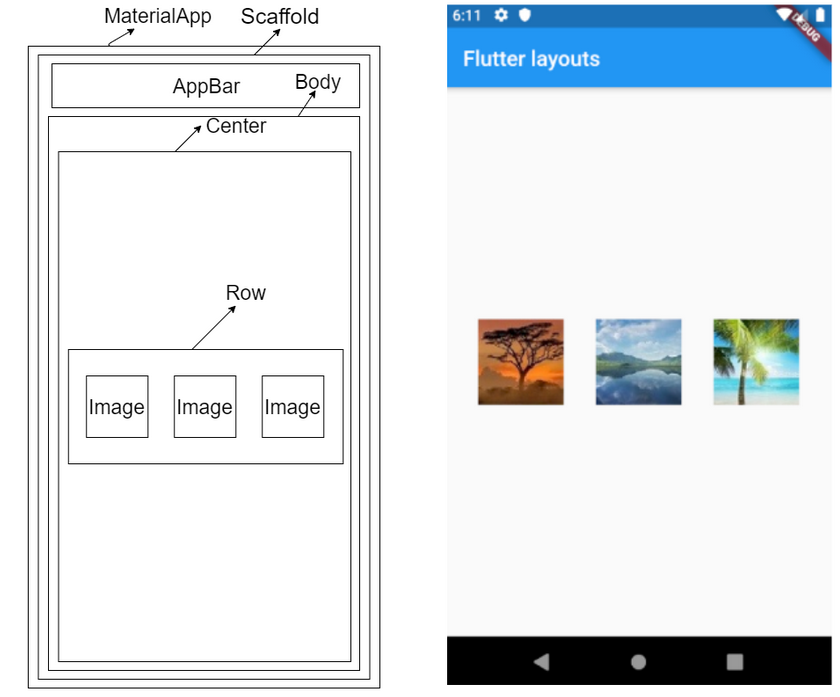 MaterialApp
Scaffold
AppBar
Body
Center
Row
Image
Image
Image
6:11
DEBUG
Flutter layouts